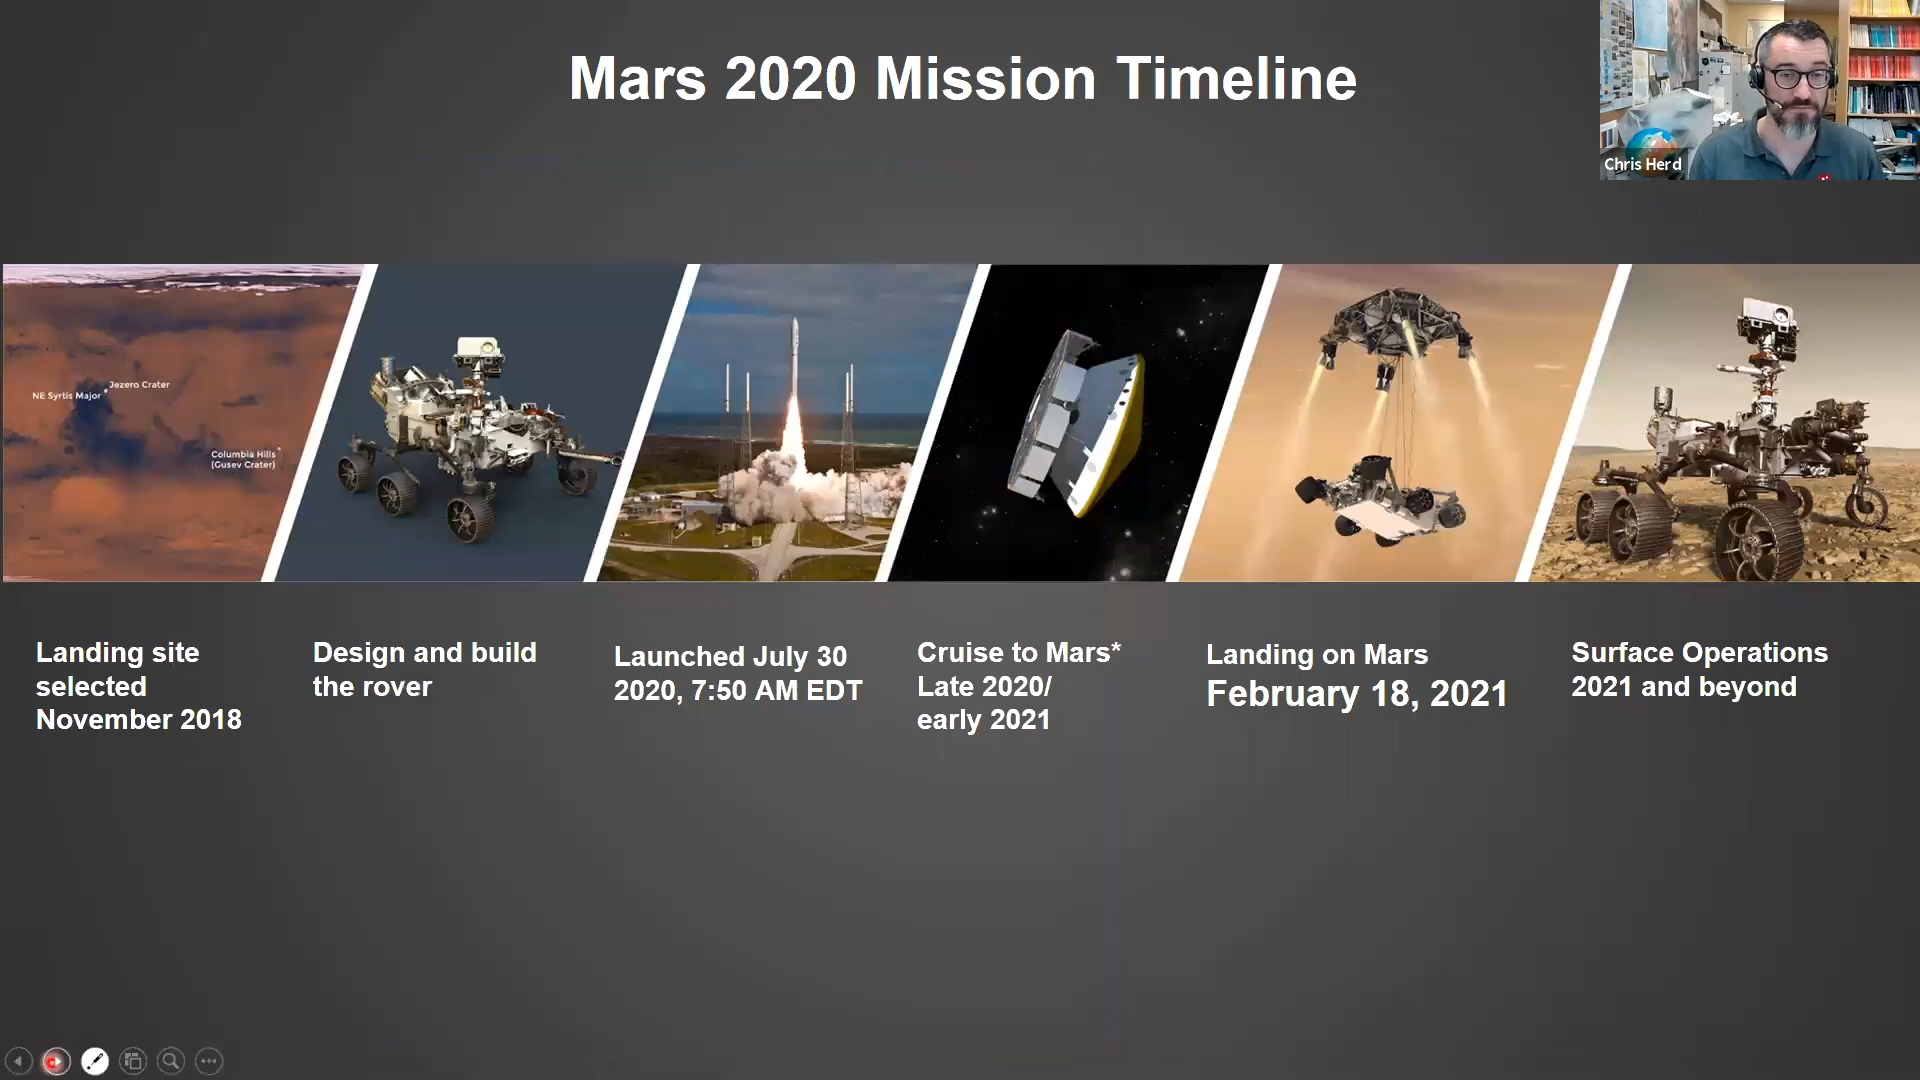 Mars 2020 Mission Timeline
Chris Herd
Jezero Crater
NE Syrtis Major
Columbia Hills
(Gusev Crater)
Landing site
selected
November 2018
Design and build
the rover
Launched July 30
2020, 7:50 AM EDT
Cruise to Mars*
Late 2020/
early 2021
Landing on Mars
February 18, 2021
Surface Operations
2021 and beyond